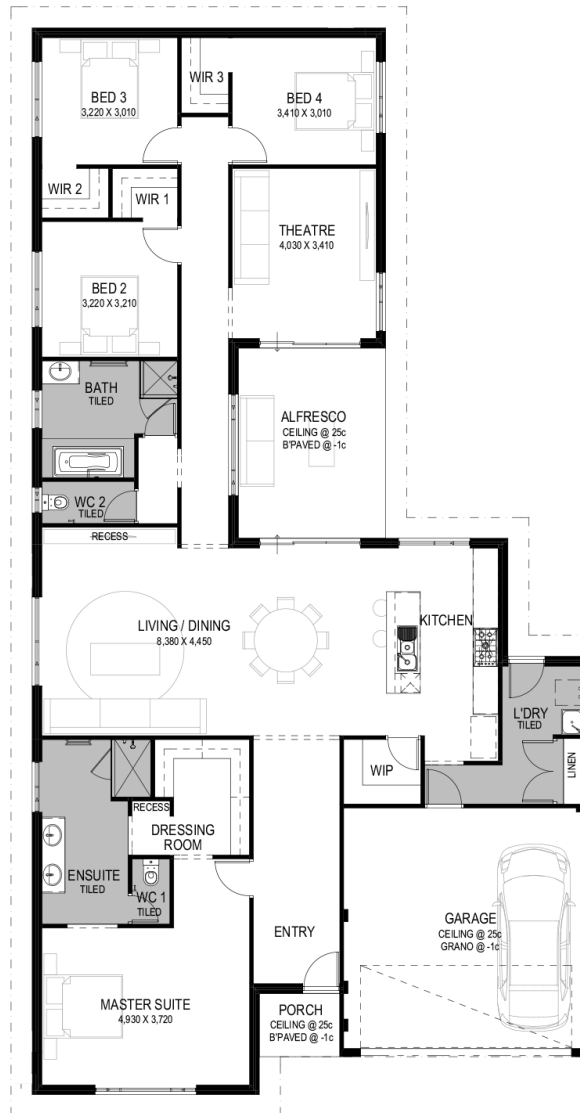 WIR 3
BED 3
3,220 X 3,010
BED 4
3,410 X 3,010
WIR 2
WIR 1
THEATRE
4,030 X 3,410
BED 2
3,220 X 3,210
BATH
TILED
ALFRESCO
CEILING @ 25c
B'PAVED @ -1c
WC 2
TILED
RECESS
LIVING / DINING
8,380 X 4,450
KITCHEN
L'DRY
TILED
LINEN
WIP
RECESS
DRESSING
ROOM
ENSUITE
TILED
WC 1
TILED
ENTRY
GARAGE
CEILING @ 25c
GRANO @ -1c
MASTER SUITE
4,930 X 3,720
PORCH
CEILING @ 25c
B'PAVED @ -1c